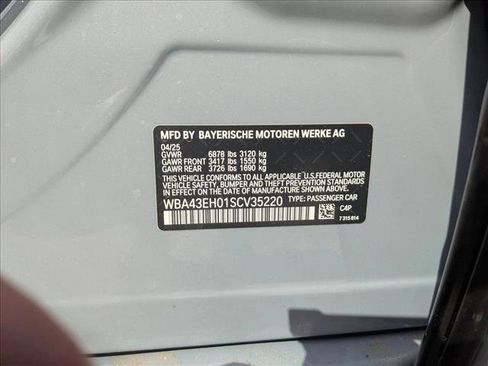 MFD BY BAYERISCHE MOTOREN WERKE AG
04/25
GVWR 6878 lbs 3120 kg
GAWR FRONT 3417 lbs 1550 kg
GAWR REAR 3726 lbs 1690 kg
THIS VEHICLE CONFORMS TO ALL APPLICABLE U.S.FEDERAL MOTOR
VEHICLE SAFETY, BUMPER AND THEFT PREVENTION STANDARDS
IN EFFECT ON THE DATE OF MANUFACTURE SHOWN ABOVE.
WBA43EH01SCV35220 TYPE: PASSENGER CAR
C4P
7 315 814